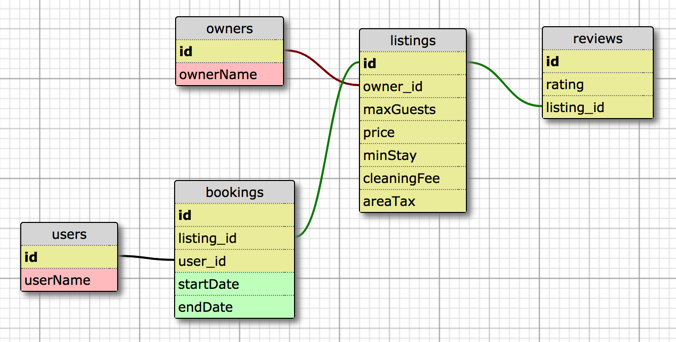 owners
id
ownerName
listings
id
owner_id
maxGuests
price
minStay
cleaningFee
areaTax
reviews
id
rating
listing_id
bookings
id
listing_id
user_id
startDate
endDate
users
id
userName